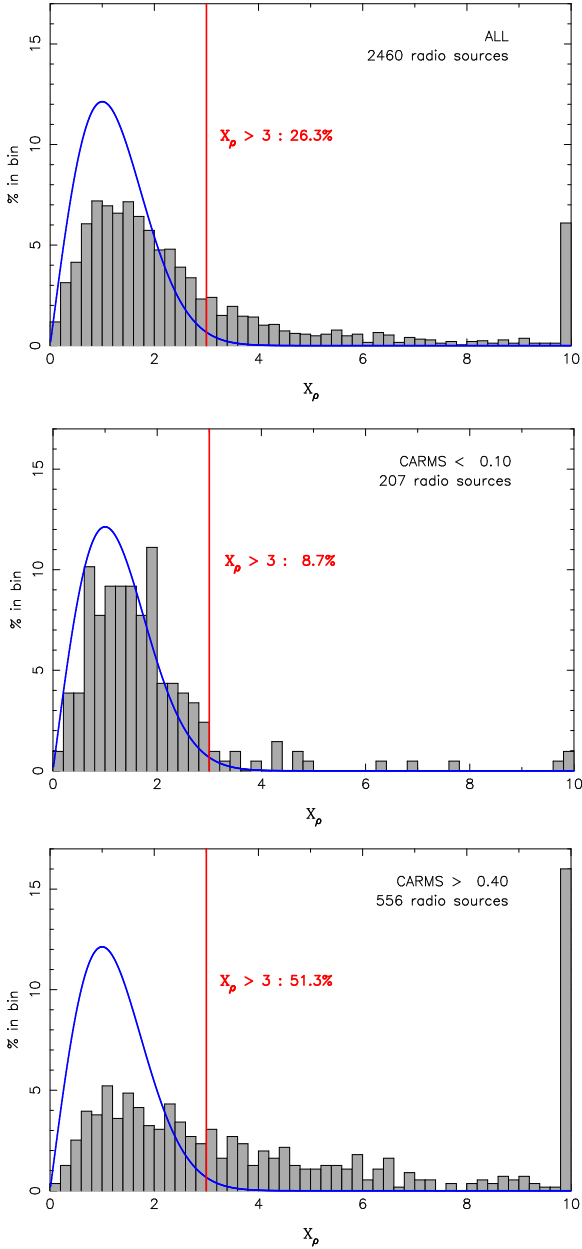 ALL
2460 radio sources
X_ρ > 3 : 26.3%
% in bin
0 5 10 15
0 2 4 6 8 10
X_ρ
CARMS < 0.10
207 radio sources
X_ρ > 3 : 8.7%
% in bin
0 5 10 15
0 2 4 6 8 10
X_ρ
CARMS > 0.40
556 radio sources
X_ρ > 3 : 51.3%
% in bin
0 5 10 15
0 2 4 6 8 10
X_ρ